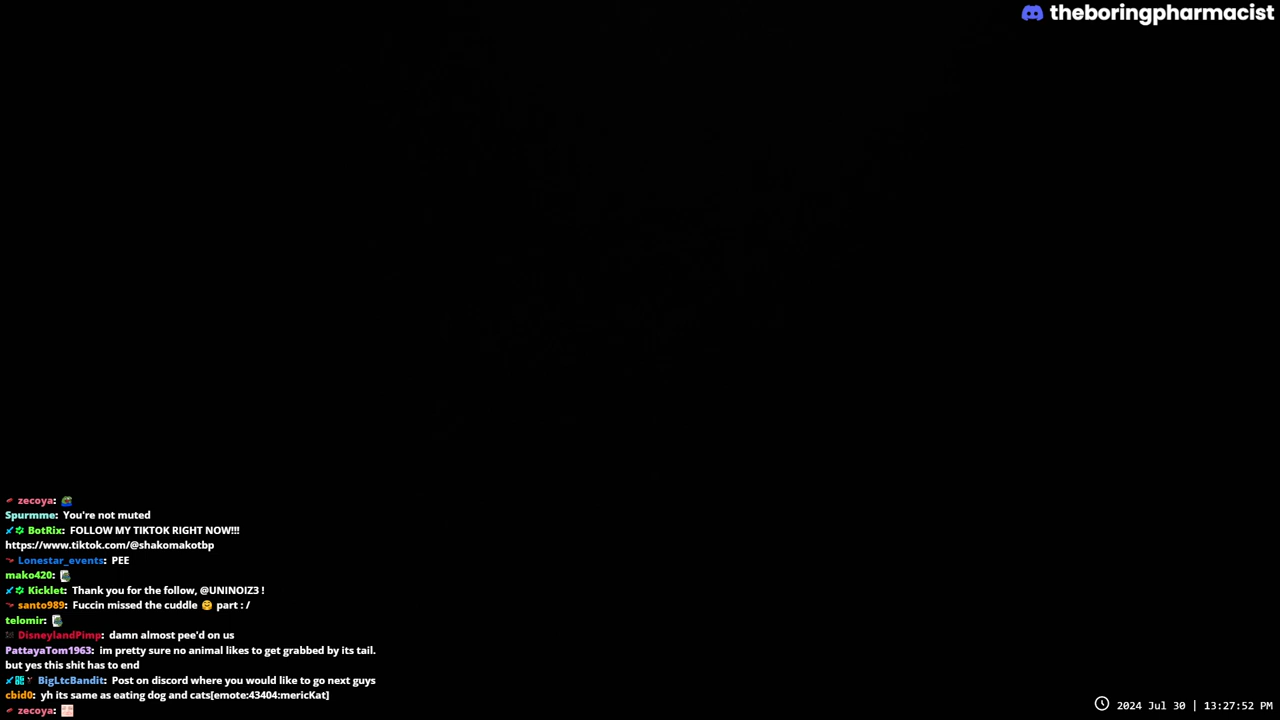 theboringpharmacist
zecoya:
Spurmme: You're not muted
BotRix: FOLLOW MY TIKTOK RIGHT NOW!!!
https://www.tiktok.com/@shakomakotbp
Lonestar_events: PEE
mako420:
Kicklet: Thank you for the follow, @UNINOIZ3 !
santo989: Fuccin missed the cuddle 🤗 part : /
telomir:
DisneylandPimp: damn almost pee'd on us
PattayaTom1963: im pretty sure no animal likes to get grabbed by its tail.
but yes this shit has to end
BigLtcBandit: Post on discord where you would like to go next guys
cbid0: yh its same as eating dog and cats[emote:43404:mericKat]
zecoya:
2024 Jul 30 | 13:27:52 PM